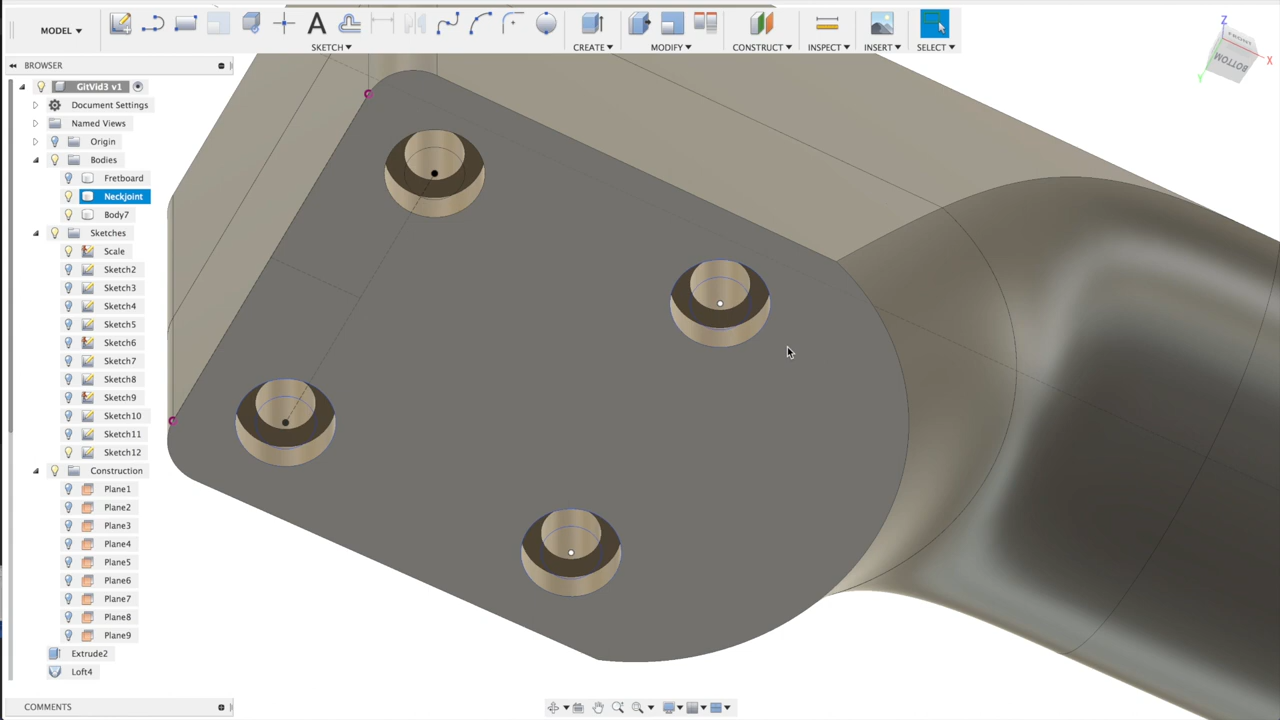 MODEL ▾
SKETCH ▾
CREATE ▾
MODIFY ▾
CONSTRUCT ▾
INSPECT ▾
INSERT ▾
SELECT ▾
BROWSER
GitVid3 v1
Document Settings
Named Views
Origin
Bodies
Fretboard
NeckJoint
Body7
Sketches
Scale
Sketch2
Sketch3
Sketch4
Sketch5
Sketch6
Sketch7
Sketch8
Sketch9
Sketch10
Sketch11
Sketch12
Construction
Plane1
Plane2
Plane3
Plane4
Plane5
Plane6
Plane7
Plane8
Plane9
Extrude2
Loft4
COMMENTS
Z
X
Y
BOTTOM